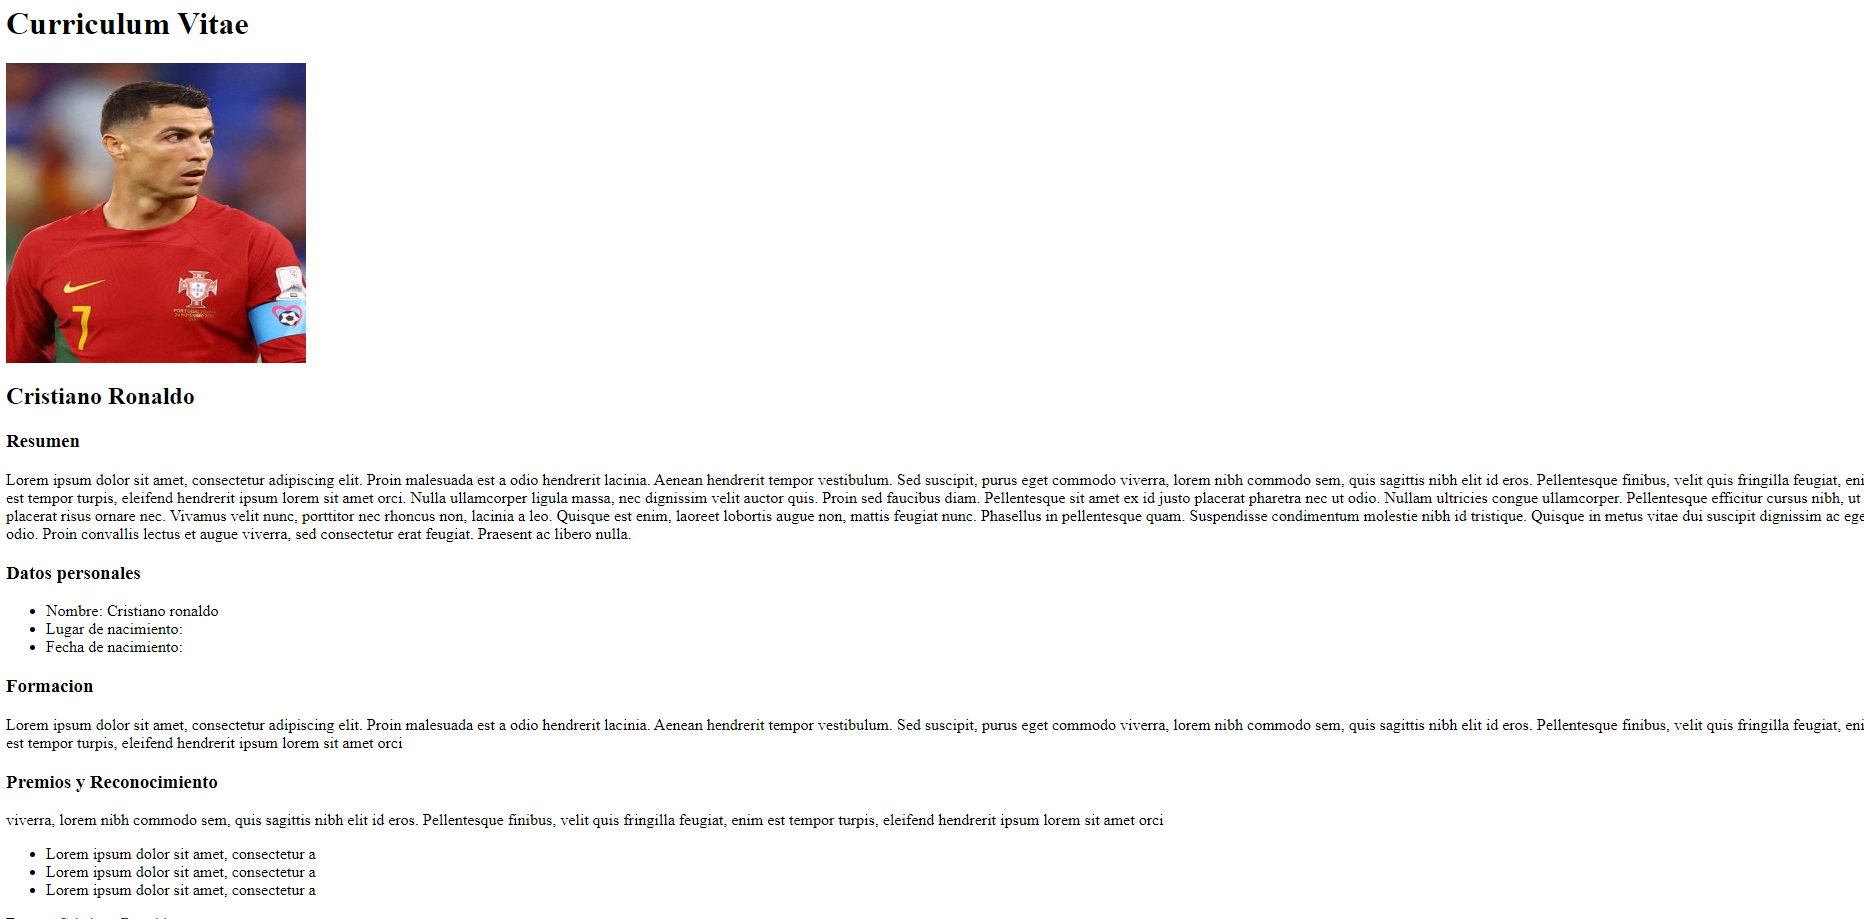 Curriculum Vitae
7
Cristiano Ronaldo
Resumen
Lorem ipsum dolor sit amet, consectetur adipiscing elit. Proin malesuada est a odio hendrerit lacinia. Aenean hendrerit tempor vestibulum. Sed suscipit, purus eget commodo viverra, lorem nibh commodo sem, quis sagittis nibh elit id eros. Pellentesque finibus, velit quis fringilla feugiat, eni
est tempor turpis, eleifend hendrerit ipsum lorem sit amet orci. Nulla ullamcorper ligula massa, nec dignissim velit auctor quis. Proin sed faucibus diam. Pellentesque sit amet ex id justo placerat pharetra nec ut odio. Nullam ultricies congue ullamcorper. Pellentesque efficitur cursus nibh, ut
placerat risus ornare nec. Vivamus velit nunc, porttitor nec rhoncus non, lacinia a leo. Quisque est enim, laoreet lobortis augue non, mattis feugiat nunc. Phasellus in pellentesque quam. Suspendisse condimentum molestie nibh id tristique. Quisque in metus vitae dui suscipit dignissim ac ege
odio. Proin convallis lectus et augue viverra, sed consectetur erat feugiat. Praesent ac libero nulla.
Datos personales
• Nombre: Cristiano ronaldo
• Lugar de nacimiento:
• Fecha de nacimiento:
Formacion
Lorem ipsum dolor sit amet, consectetur adipiscing elit. Proin malesuada est a odio hendrerit lacinia. Aenean hendrerit tempor vestibulum. Sed suscipit, purus eget commodo viverra, lorem nibh commodo sem, quis sagittis nibh elit id eros. Pellentesque finibus, velit quis fringilla feugiat, eni
est tempor turpis, eleifend hendrerit ipsum lorem sit amet orci
Premios y Reconocimiento
viverra, lorem nibh commodo sem, quis sagittis nibh elit id eros. Pellentesque finibus, velit quis fringilla feugiat, enim est tempor turpis, eleifend hendrerit ipsum lorem sit amet orci
• Lorem ipsum dolor sit amet, consectetur a
• Lorem ipsum dolor sit amet, consectetur a
• Lorem ipsum dolor sit amet, consectetur a